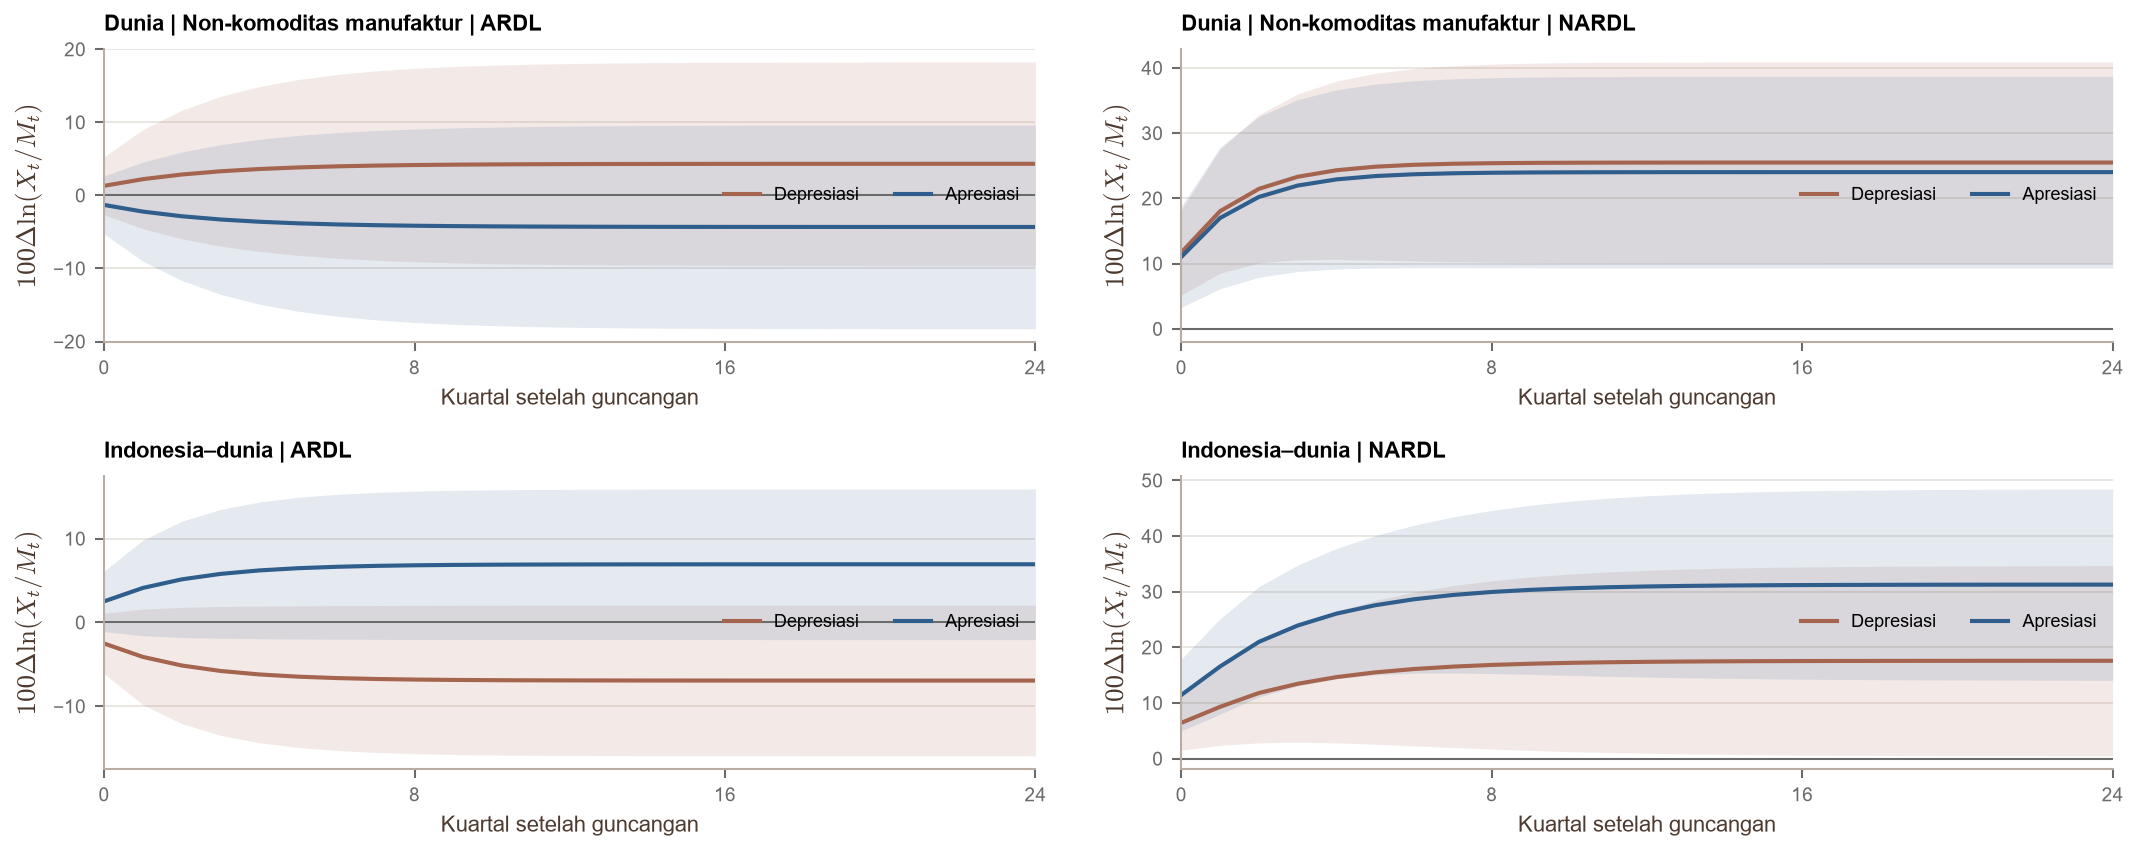 Dunia | Non-komoditas manufaktur | ARDL
100Δln(X_t/M_t)
20
10
0
−10
−20
Depresiasi
Apresiasi
0
8
16
24
Kuartal setelah guncangan
Dunia | Non-komoditas manufaktur | NARDL
100Δln(X_t/M_t)
40
30
20
10
0
Depresiasi
Apresiasi
0
8
16
24
Kuartal setelah guncangan
Indonesia–dunia | ARDL
100Δln(X_t/M_t)
10
0
−10
Depresiasi
Apresiasi
0
8
16
24
Kuartal setelah guncangan
Indonesia–dunia | NARDL
100Δln(X_t/M_t)
50
40
30
20
10
0
Depresiasi
Apresiasi
0
8
16
24
Kuartal setelah guncangan